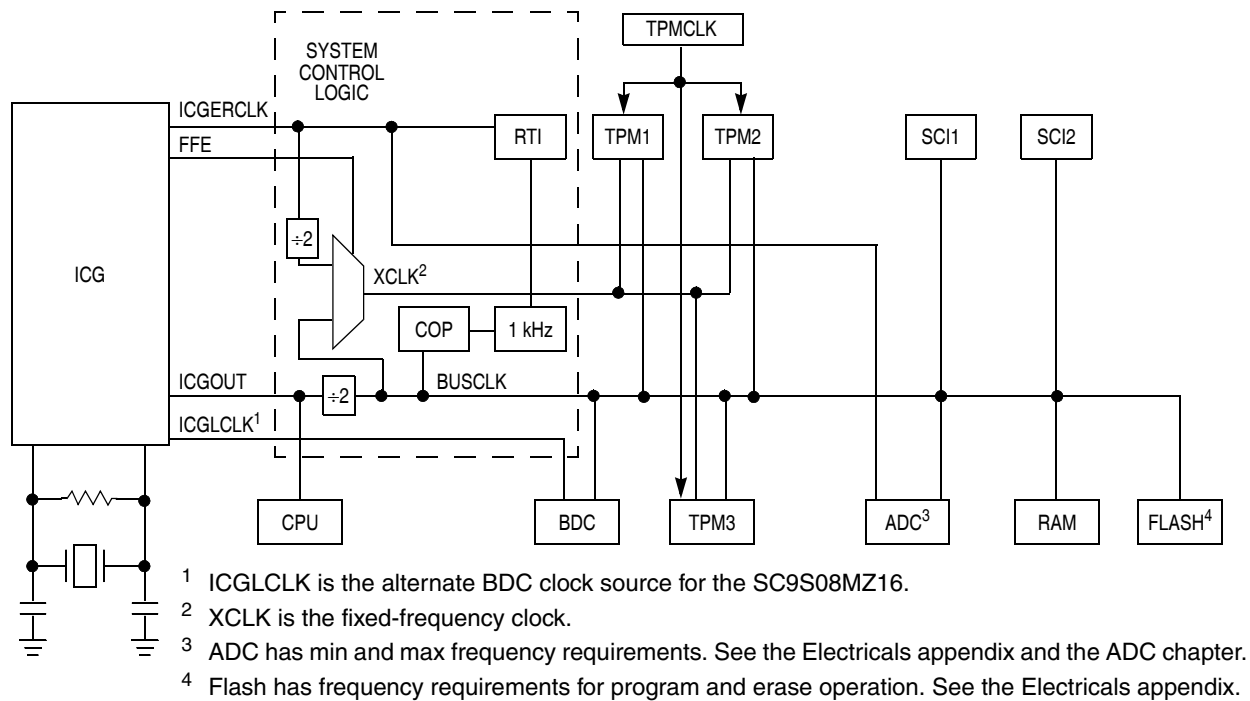 TPMCLK
SYSTEM
CONTROL
LOGIC
ICGERCLK
FFE
RTI
TPM1
TPM2
SCI1
SCI2
÷2
ICG
XCLK²
COP
1 kHz
ICGOUT
÷2
BUSCLK
ICGLCLK¹
CPU
BDC
TPM3
ADC³
RAM
FLASH⁴
¹ ICGLCLK is the alternate BDC clock source for the SC9S08MZ16.
² XCLK is the fixed-frequency clock.
³ ADC has min and max frequency requirements. See the Electricals appendix and the ADC chapter.
⁴ Flash has frequency requirements for program and erase operation. See the Electricals appendix.